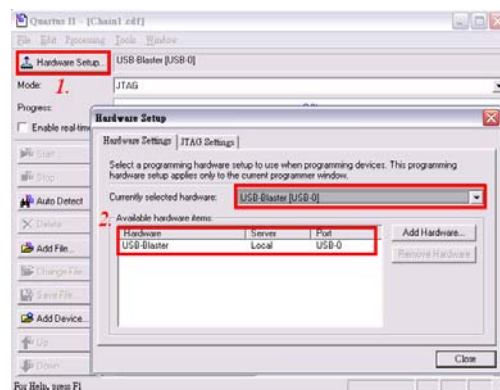 Quartus II - [Chain1.cdf]
File Edit Processing Tools Window
Hardware Setup... USB-Blaster [USB-0]
1.
Mode: JTAG
Progress:
Enable real-time
Start
Stop
Auto Detect
Delete
Add File...
Change File
Save File
Add Device...
Up
Down
For Help, press F1
Hardware Setup
Hardware Settings JTAG Settings
Select a programming hardware setup to use when programming devices. This programming
hardware setup applies only to the current programmer window.
Currently selected hardware: USB-Blaster [USB-0]
2.
Available hardware items:
Hardware Server Port
USB-Blaster Local USB-0
Add Hardware...
Remove Hardware
Close